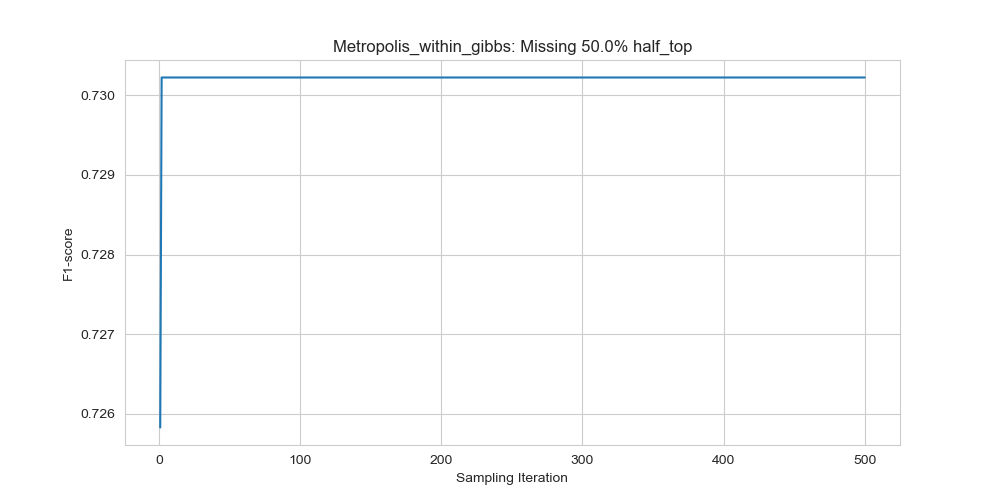 Metropolis_within_gibbs: Missing 50.0% half_top
0.730
0.729
0.728
0.727
0.726
F1-score
0 100 200 300 400 500
Sampling Iteration